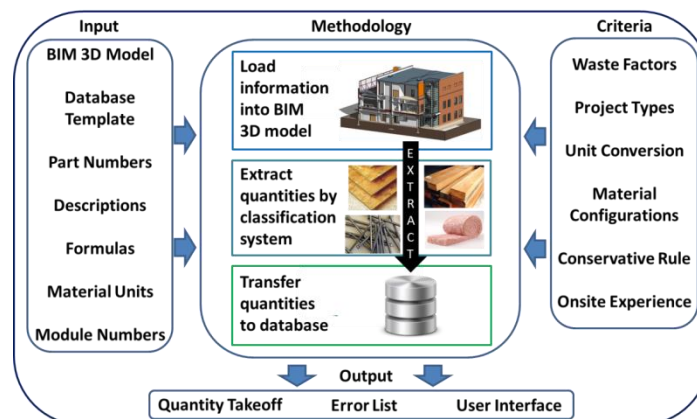 Input
BIM 3D Model
Database
Template
Part Numbers
Descriptions
Formulas
Material Units
Module Numbers
Methodology
Load
information
into BIM
3D model
EXTRACT
Extract
quantities by
classification
system
Transfer
quantities
to database
Criteria
Waste Factors
Project Types
Unit Conversion
Material
Configurations
Conservative Rule
Onsite Experience
Output
Quantity Takeoff
Error List
User Interface